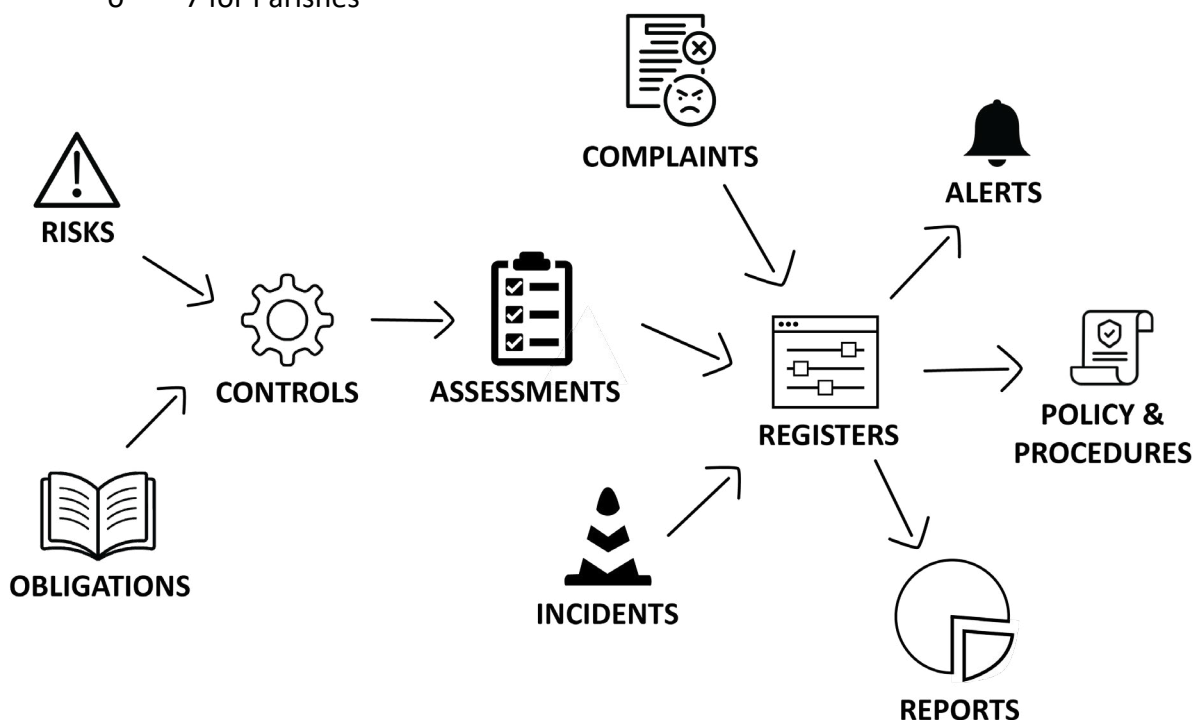 7 for Parishes
COMPLAINTS
ALERTS
RISKS
CONTROLS
ASSESSMENTS
REGISTERS
POLICY &
PROCEDURES
OBLIGATIONS
INCIDENTS
REPORTS